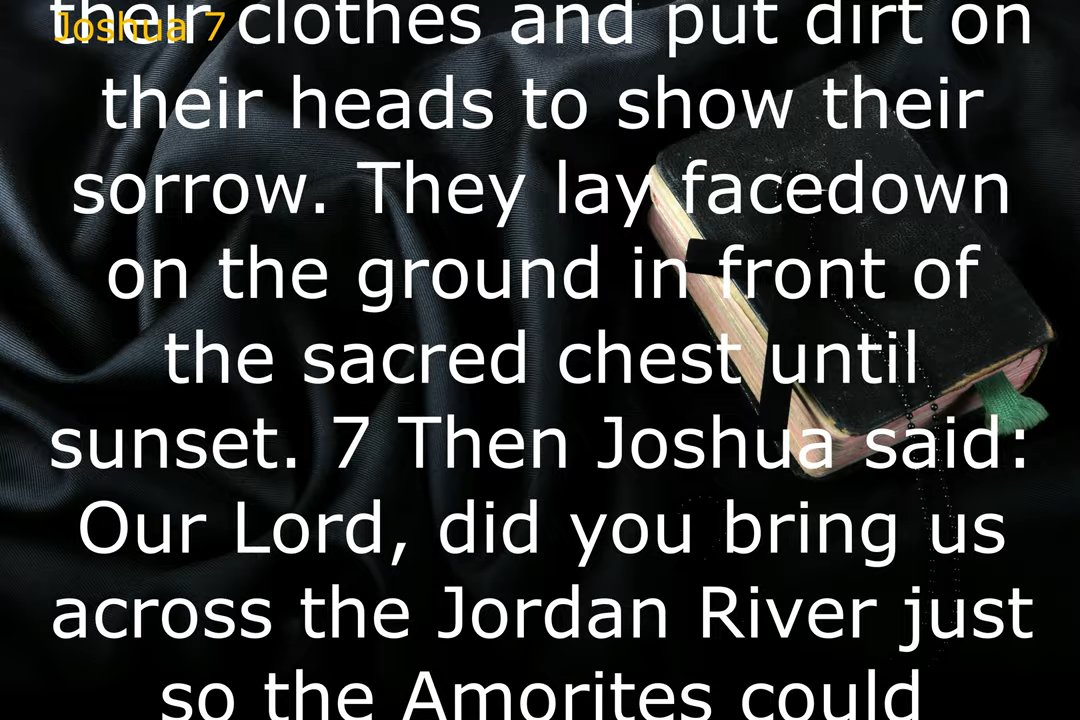 Joshua 7
their clothes and put dirt on
their heads to show their
sorrow. They lay facedown
on the ground in front of
the sacred chest until
sunset. 7 Then Joshua said:
Our Lord, did you bring us
across the Jordan River just
so the Amorites could